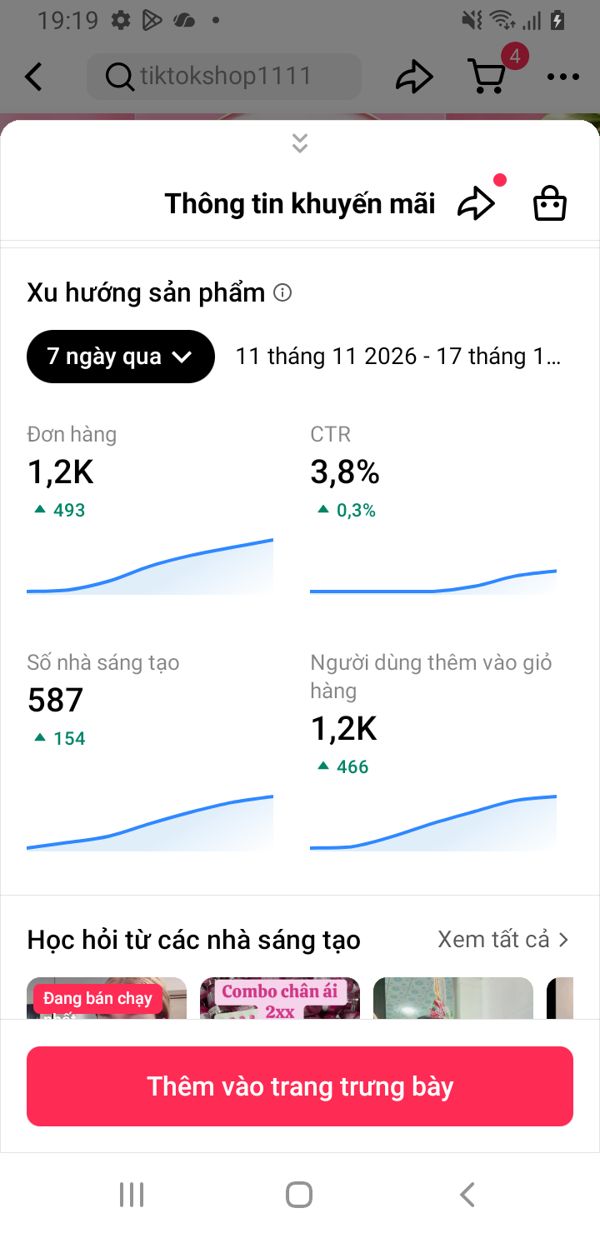 19:19
tiktokshop1111
4
Thông tin khuyến mãi
Xu hướng sản phẩm
7 ngày qua
11 tháng 11 2026 - 17 tháng 1...
Đơn hàng
1,2K
493
CTR
3,8%
0,3%
Số nhà sáng tạo
587
154
Người dùng thêm vào giỏ
hàng
1,2K
466
Học hỏi từ các nhà sáng tạo
Xem tất cả
Đang bán chạy
nhất
Combo chân ái
2xx
Thêm vào trang trưng bày